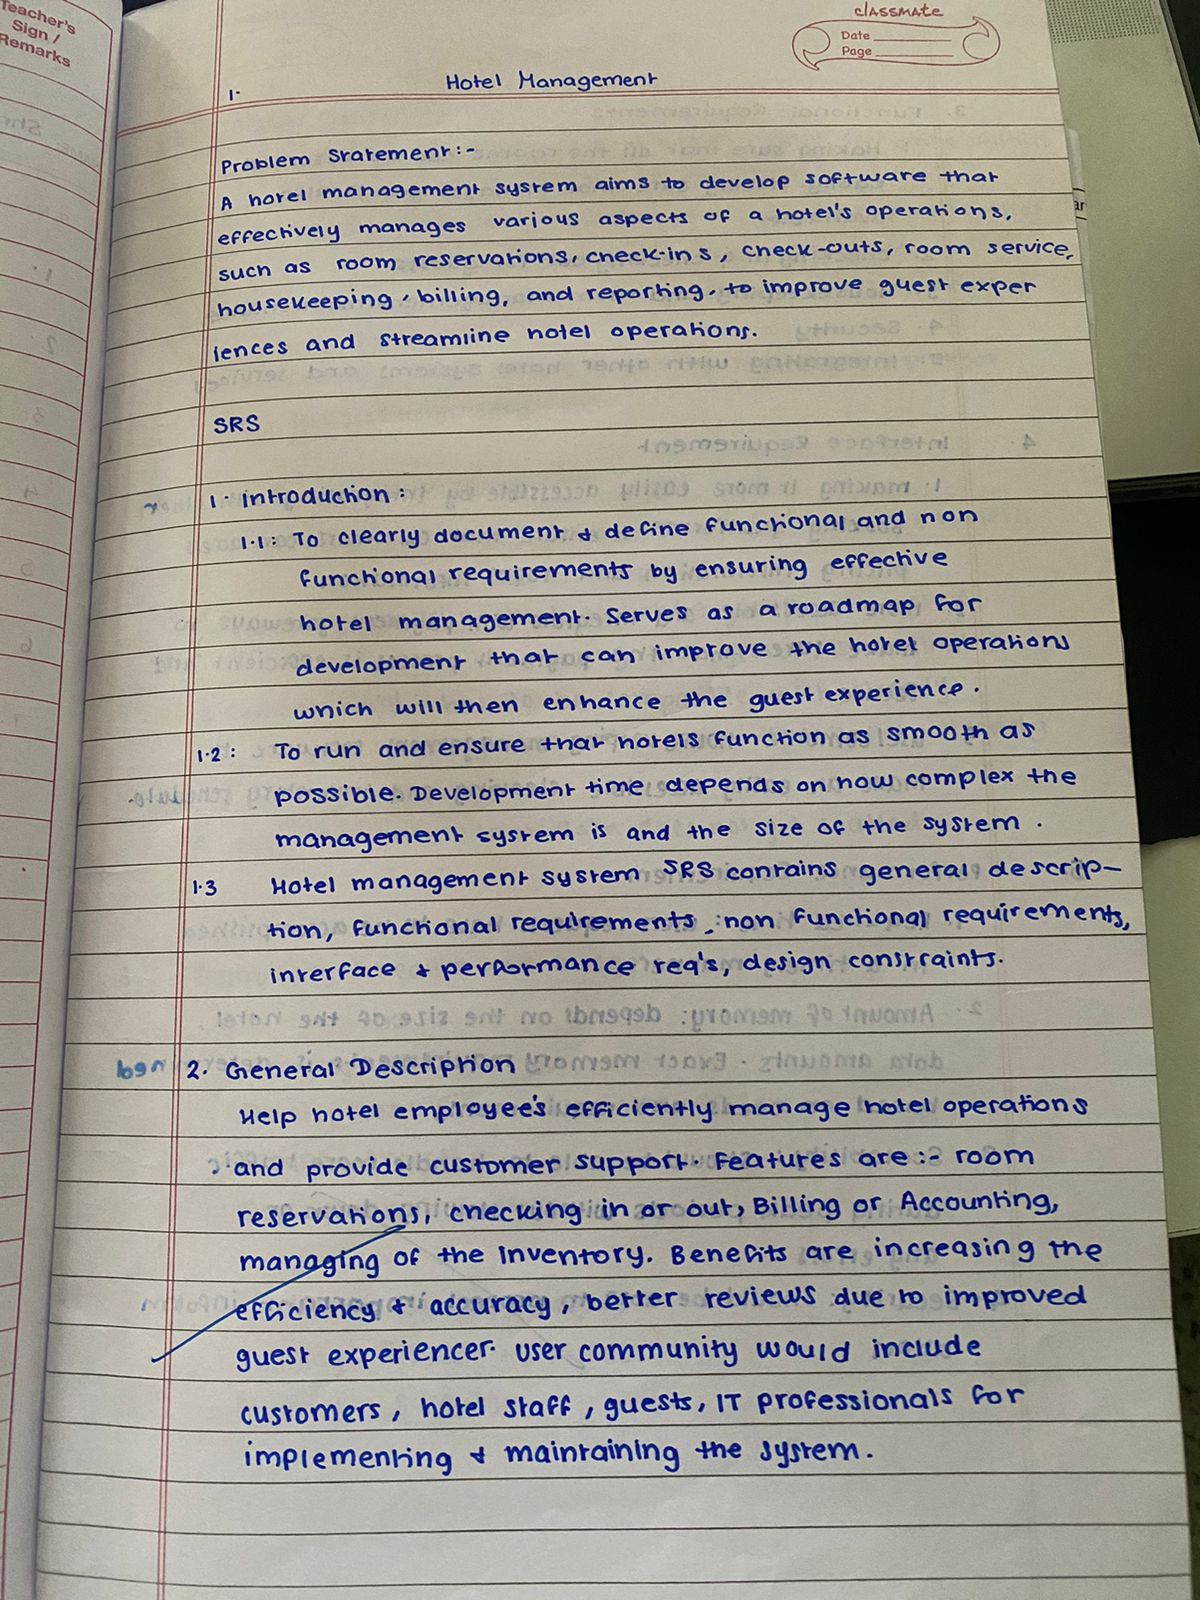 Teacher's
Sign /
Remarks
classmate
Date
Page
1. Hotel Management
Problem Statement :-
A hotel management system aims to develop software that
effectively manages various aspects of a hotel's operations,
such as room reservations, check-ins, check-outs, room service,
housekeeping, billing, and reporting, to improve guest exper
iences and streamline hotel operations.
SRS
1. introduction :
1.1: To clearly document & define functional and non
functional requirements by ensuring effective
hotel management. Serves as a roadmap for
development that can improve the hotel operations
which will then enhance the guest experience.
1.2: To run and ensure that hotels function as smooth as
possible. Development time depends on how complex the
management system is and the size of the system.
1.3 Hotel management system SRS contains general descrip-
tion, functional requirements, non functional requirements,
interface & performance req's, design constraints.
2. General Description
Help hotel employee's efficiently manage hotel operations
and provide customer support. Features are :- room
reservations, checking in or out, Billing or Accounting,
managing of the inventory. Benefits are increasing the
efficiency & accuracy, better reviews due to improved
guest experiencer. user community would include
customers, hotel staff, guests, IT professionals for
implementing & maintaining the system.